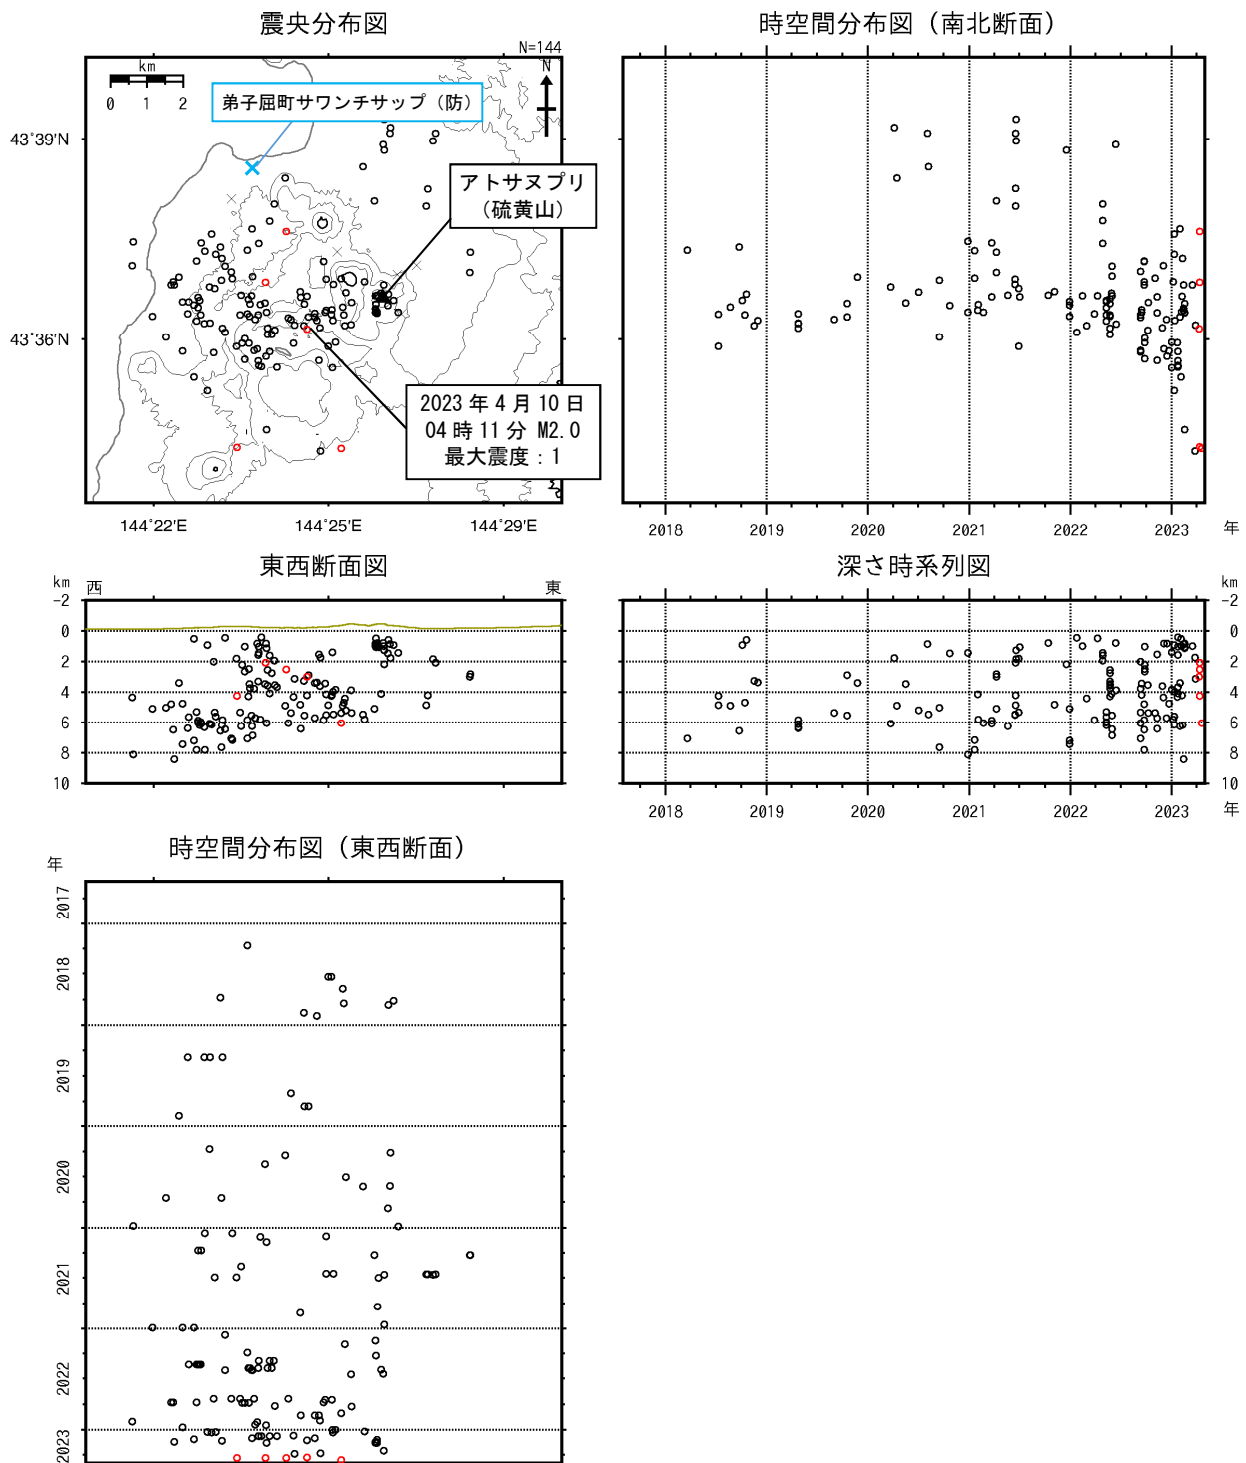 震央分布図
N=144
km
0 1 2
N
弟子屈町サワンチサップ（防）
43°39'N
アトサヌプリ
（硫黄山）
43°36'N
2023 年 4 月 10 日
04 時 11 分 M2.0
最大震度：1
144°22'E 144°25'E 144°29'E
時空間分布図（南北断面）
2018 2019 2020 2021 2022 2023 年
東西断面図
km 西 東
-2
0
2
4
6
8
10
深さ時系列図
km
-2
0
2
4
6
8
10
2018 2019 2020 2021 2022 2023 年
時空間分布図（東西断面）
年
2017
2018
2019
2020
2021
2022
2023